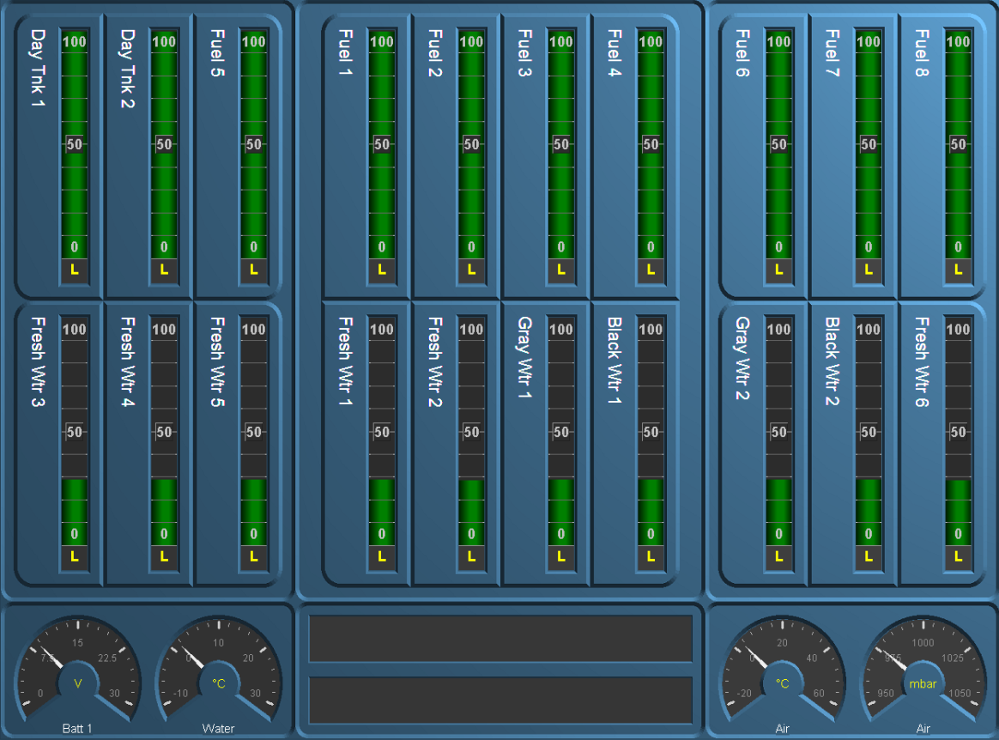 Day Tnk 1
100
50
0
L
Day Tnk 2
100
50
0
L
Fuel 5
100
50
0
L
Fuel 1
100
50
0
L
Fuel 2
100
50
0
L
Fuel 3
100
50
0
L
Fuel 4
100
50
0
L
Fuel 6
100
50
0
L
Fuel 7
100
50
0
L
Fuel 8
100
50
0
L
Fresh Wtr 3
100
50
0
L
Fresh Wtr 4
100
50
0
L
Fresh Wtr 5
100
50
0
L
Fresh Wtr 1
100
50
0
L
Fresh Wtr 2
100
50
0
L
Gray Wtr 1
100
50
0
L
Black Wtr 1
100
50
0
L
Gray Wtr 2
100
50
0
L
Black Wtr 2
100
50
0
L
Fresh Wtr 6
100
50
0
L
0
7.5
15
22.5
30
V
Batt 1
-10
0
10
20
30
°C
Water
-20
0
20
40
60
°C
Air
950
975
1000
1025
1050
mbar
Air